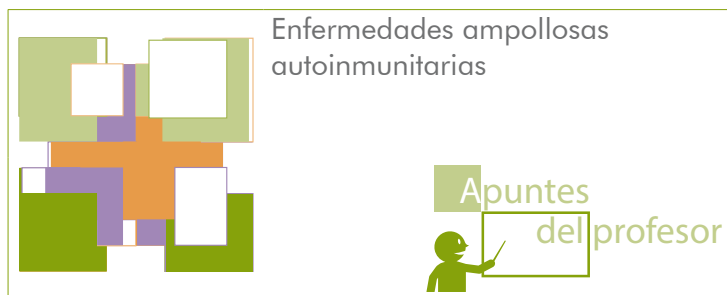 Enfermedades ampollosas
autoinmunitarias
Apuntes
del profesor